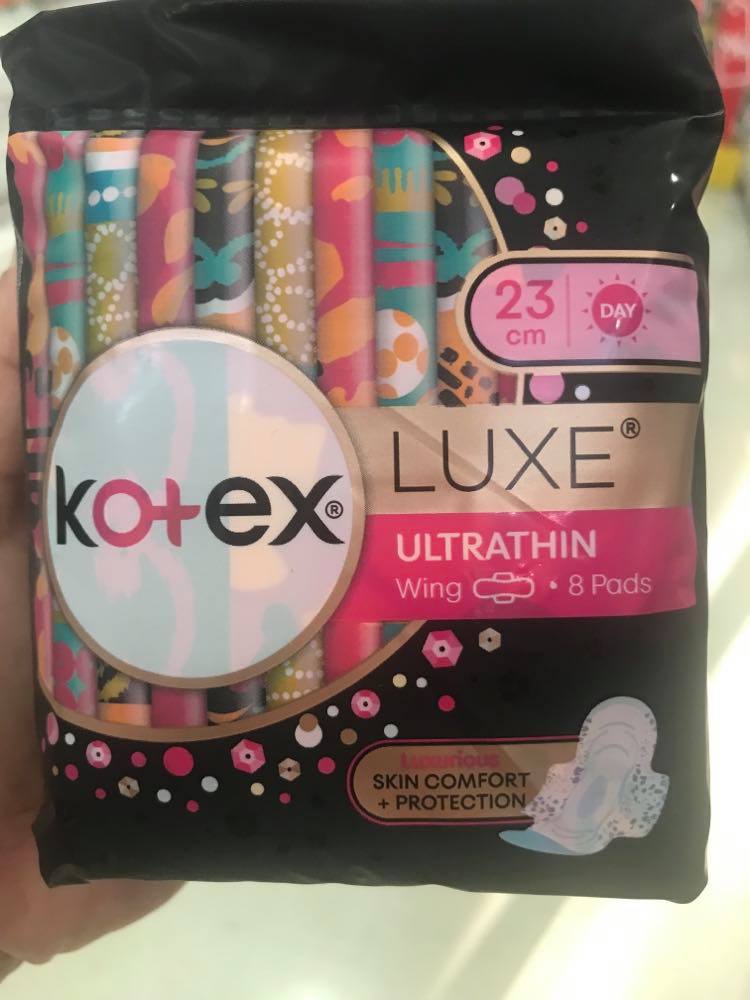 23
cm
DAY
LUXE®
kotex®
ULTRATHIN
Wing • 8 Pads
Luxurious
SKIN COMFORT
+ PROTECTION